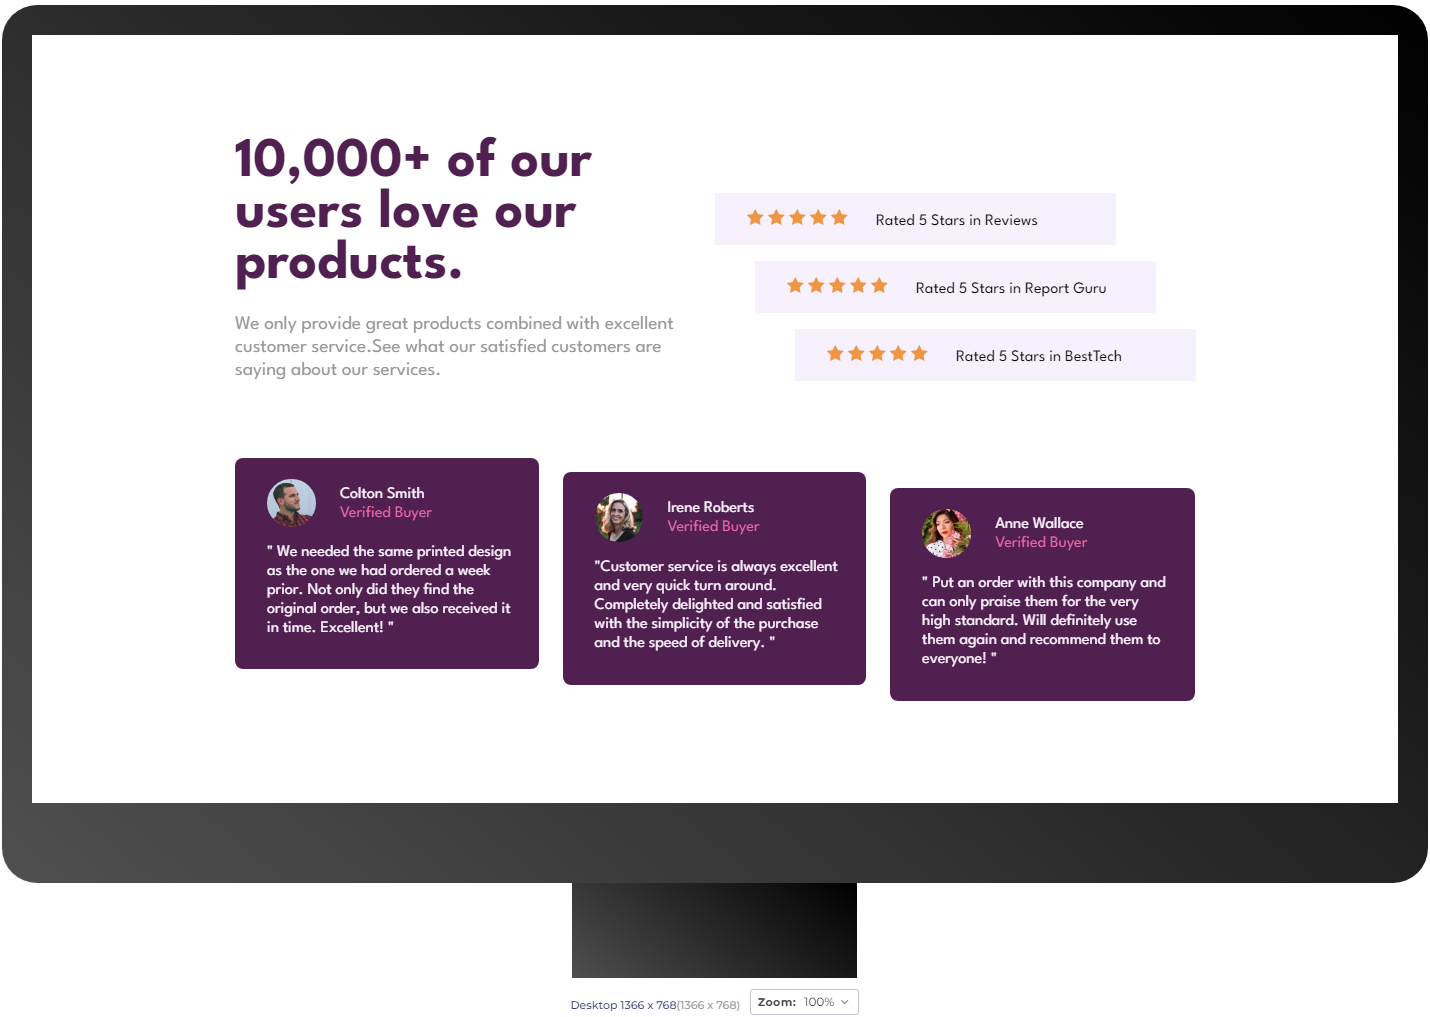 10,000+ of our
users love our
products.
We only provide great products combined with excellent
customer service.See what our satisfied customers are
saying about our services.
Rated 5 Stars in Reviews
Rated 5 Stars in Report Guru
Rated 5 Stars in BestTech
Colton Smith
Verified Buyer
" We needed the same printed design
as the one we had ordered a week
prior. Not only did they find the
original order, but we also received it
in time. Excellent! "
Irene Roberts
Verified Buyer
"Customer service is always excellent
and very quick turn around.
Completely delighted and satisfied
with the simplicity of the purchase
and the speed of delivery. "
Anne Wallace
Verified Buyer
" Put an order with this company and
can only praise them for the very
high standard. Will definitely use
them again and recommend them to
everyone! "
Desktop 1366 x 768(1366 x 768) Zoom: 100%